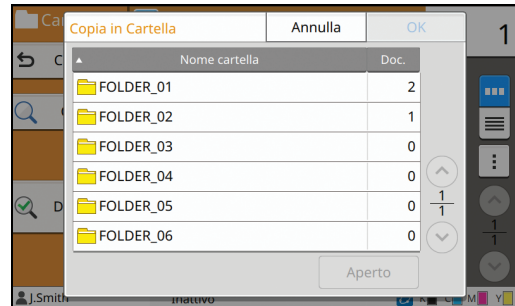 Copia in Cartella
Annulla
OK
1
Nome cartella
Doc.
FOLDER_01
2
FOLDER_02
1
FOLDER_03
0
FOLDER_04
0
FOLDER_05
0
FOLDER_06
0
1
1
1
1
Aperto
J.Smith
Inattivo
K
C
M
Y